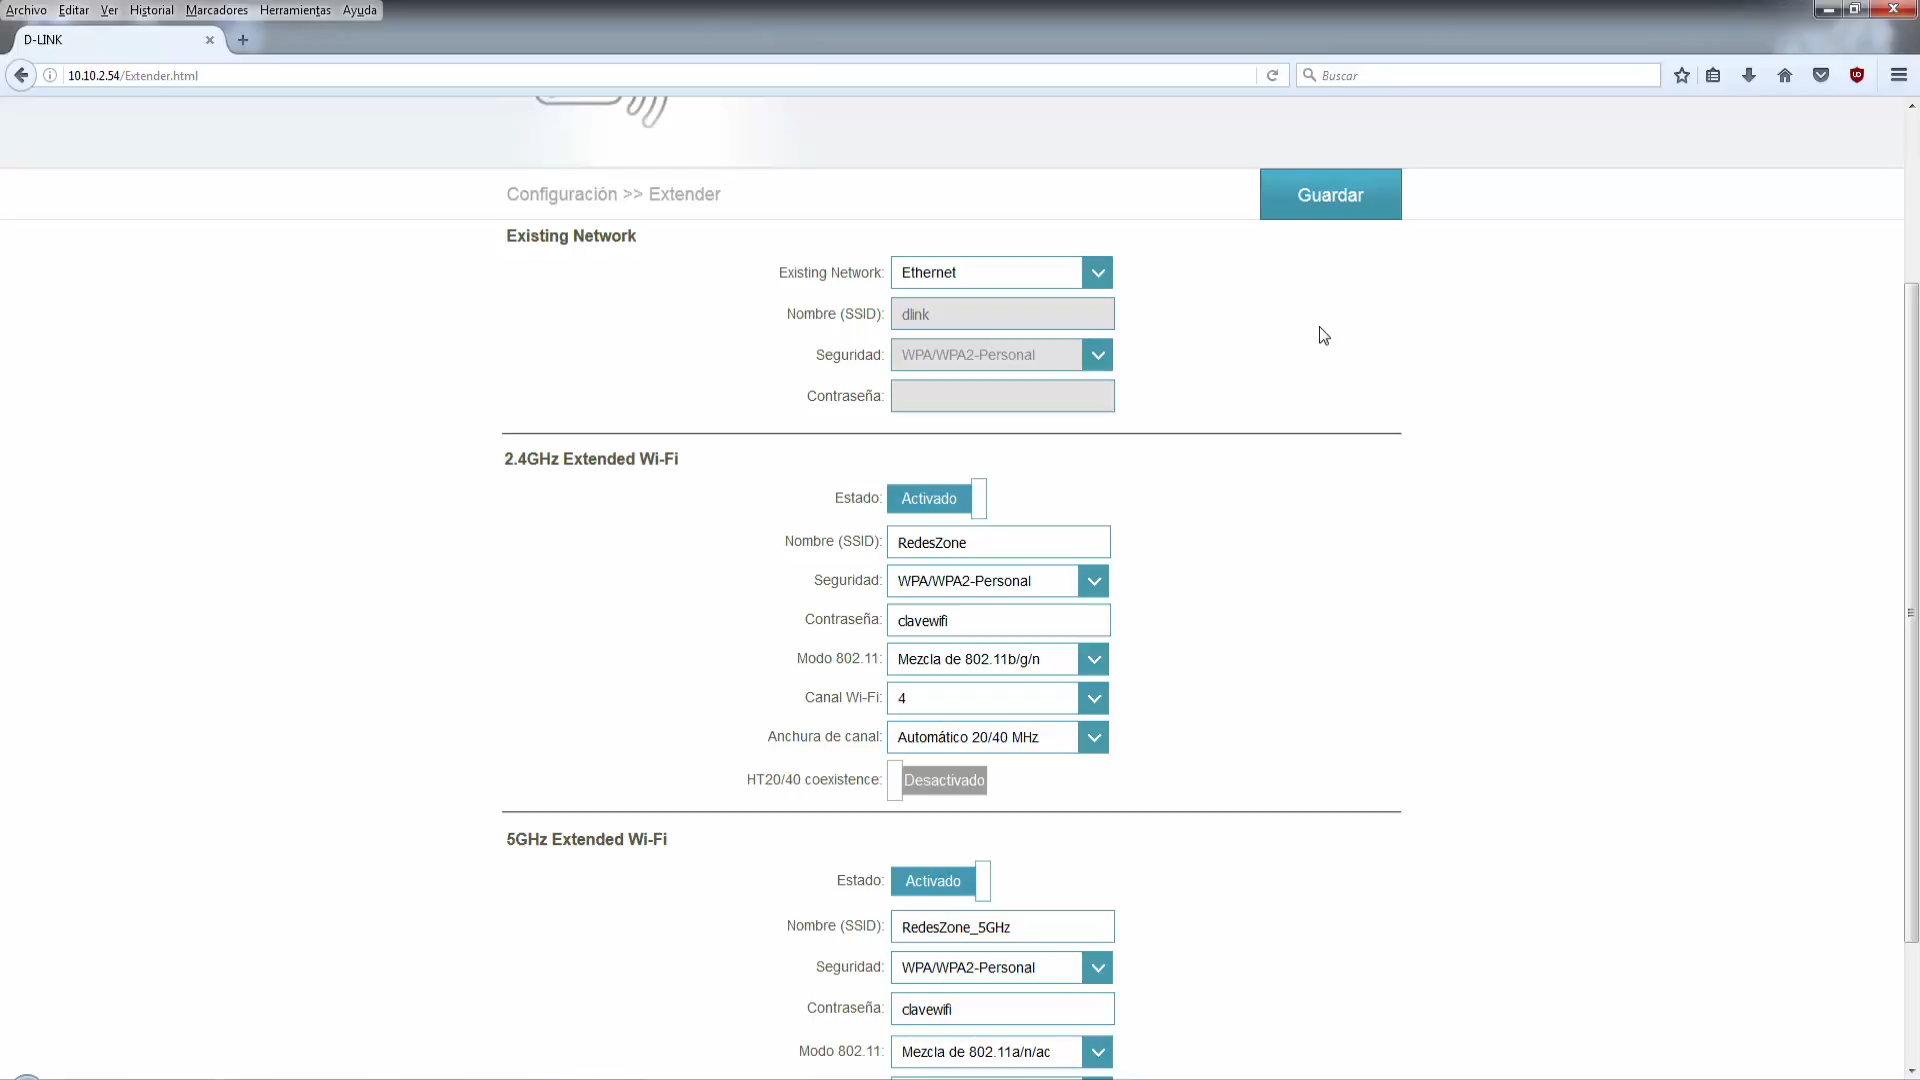 Archivo Editar Ver Historial Marcadores Herramientas Ayuda
D-LINK
10.10.2.54/Extender.html
Buscar
Configuración >> Extender
Guardar
Existing Network
Existing Network: Ethernet
Nombre (SSID): dlink
Seguridad: WPA/WPA2-Personal
Contraseña:
2.4GHz Extended Wi-Fi
Estado: Activado
Nombre (SSID): RedesZone
Seguridad: WPA/WPA2-Personal
Contraseña: clavewifi
Modo 802.11: Mezcla de 802.11b/g/n
Canal Wi-Fi: 4
Anchura de canal: Automático 20/40 MHz
HT20/40 coexistence: Desactivado
5GHz Extended Wi-Fi
Estado: Activado
Nombre (SSID): RedesZone_5GHz
Seguridad: WPA/WPA2-Personal
Contraseña: clavewifi
Modo 802.11: Mezcla de 802.11a/n/ac